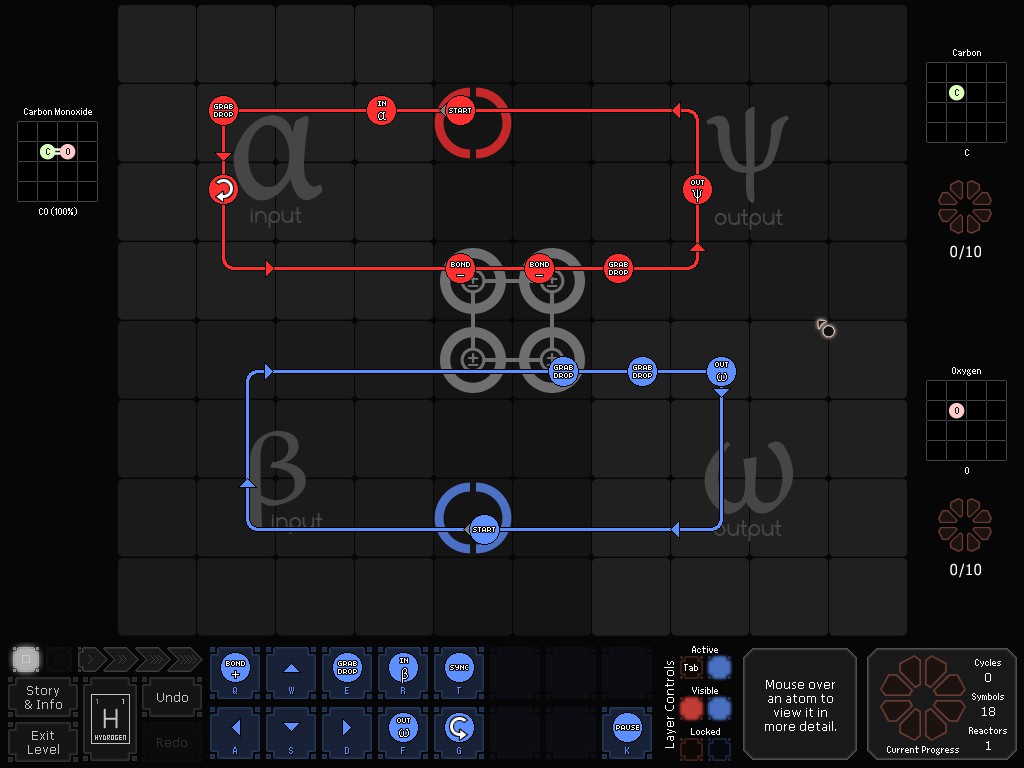 Carbon Monoxide
C=O
CO (100%)
GRAB
DROP
IN
α
START
α
input
OUT
Ψ
ψ
output
BOND
–
BOND
–
GRAB
DROP
±
±
±
±
GRAB
DROP
GRAB
DROP
OUT
ω
β
input
START
ω
output
Carbon
C
C
0/10
Oxygen
O
O
0/10
Story
& Info
Exit
Level
1 1
H
HYDROGEN
Undo
Redo
BOND
+
Q
W
GRAB
DROP
E
IN
β
R
SYNC
T
A
S
D
OUT
ω
F
G
PAUSE
K
Layer Controls
Active
Tab
Visible
Locked
Mouse over
an atom to
view it in
more detail.
Cycles
0
Symbols
18
Reactors
1
Current Progress